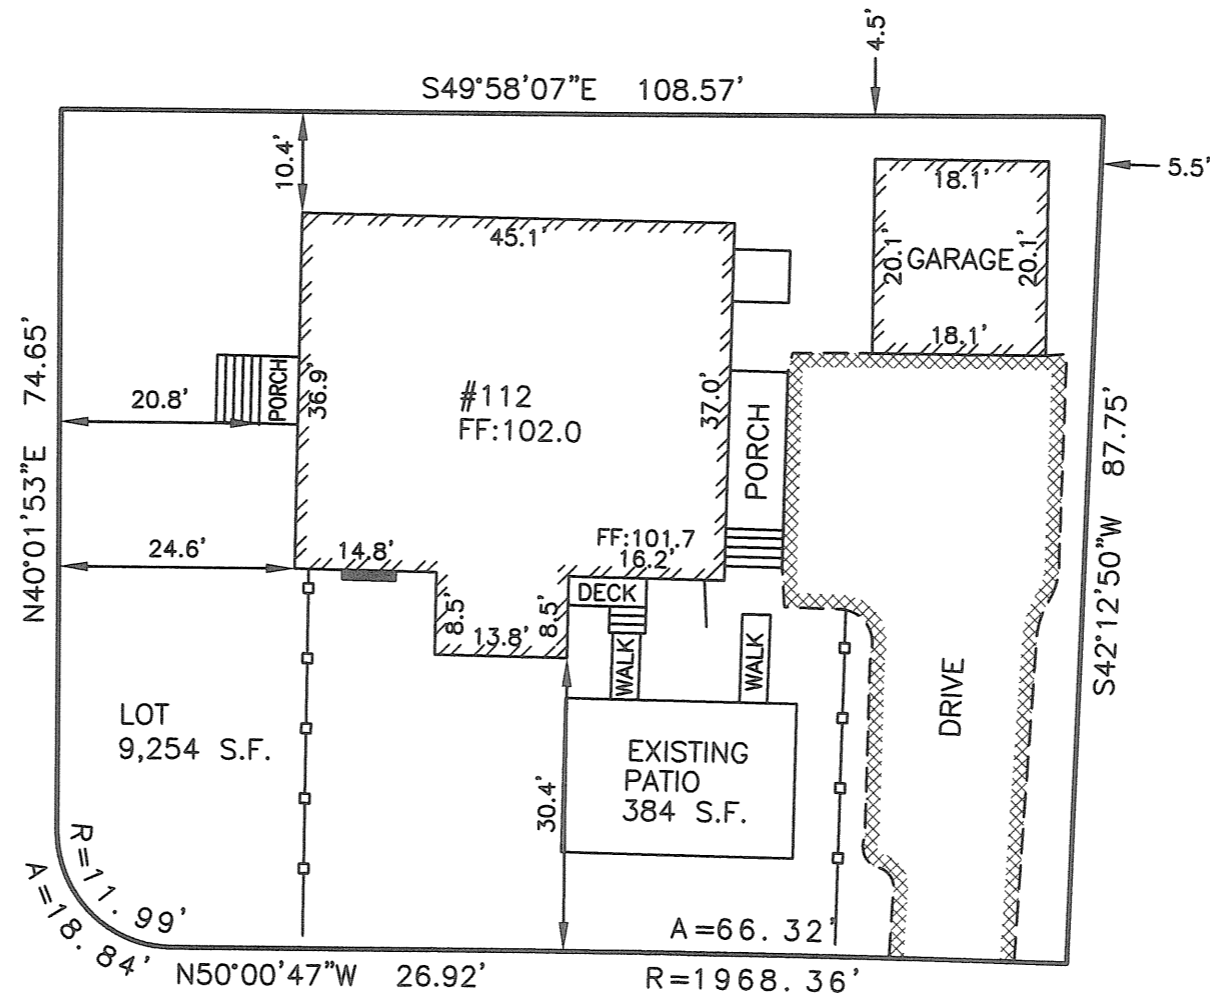 4.5'
S49°58'07"E 108.57'
10.4'
5.5'
18.1'
45.1'
20.1'
GARAGE
20.1'
18.1'
N40°01'53"E 74.65'
20.8'
PORCH
36.9'
#112
FF:102.0
37.0'
PORCH
S42°12'50"W 87.75'
24.6'
14.8'
FF:101.7
16.2'
DECK
8.5'
13.8'
8.5'
WALK
WALK
DRIVE
LOT
9,254 S.F.
EXISTING
PATIO
384 S.F.
30.4'
R=11.99'
A=18.84'
A=66.32'
N50°00'47"W 26.92'
R=1968.36'